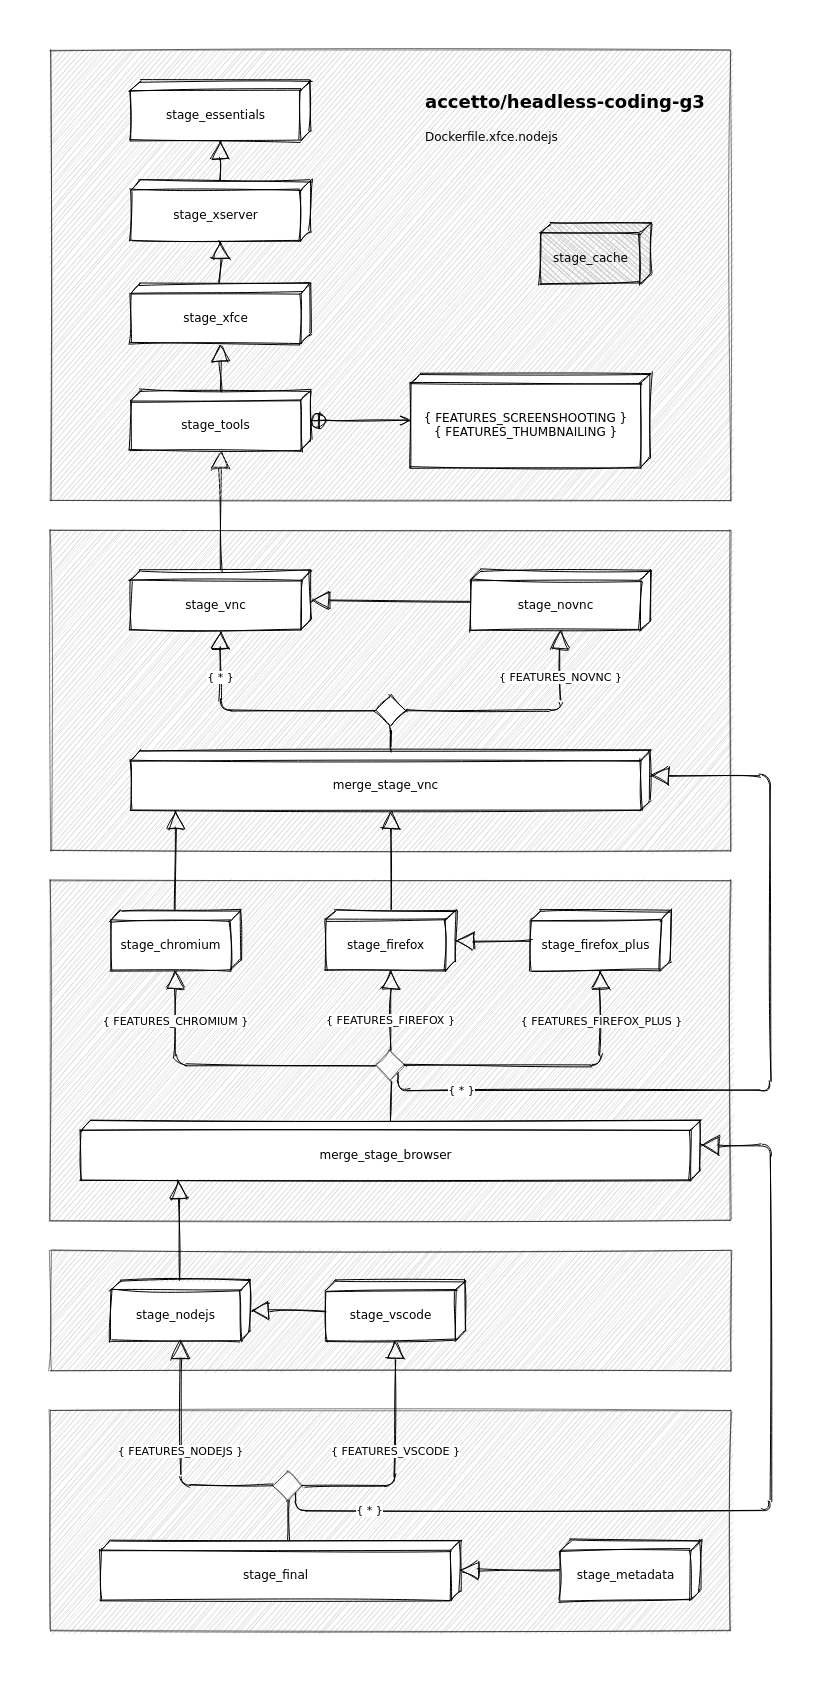 accetto/headless-coding-g3
Dockerfile.xfce.nodejs
stage_essentials
stage_xserver
stage_cache
stage_xfce
stage_tools
{ FEATURES_SCREENSHOOTING }
{ FEATURES_THUMBNAILING }
stage_vnc
stage_novnc
{ * }
{ FEATURES_NOVNC }
merge_stage_vnc
stage_chromium
stage_firefox
stage_firefox_plus
{ FEATURES_CHROMIUM }
{ FEATURES_FIREFOX }
{ FEATURES_FIREFOX_PLUS }
{ * }
merge_stage_browser
stage_nodejs
stage_vscode
{ FEATURES_NODEJS }
{ FEATURES_VSCODE }
{ * }
stage_final
stage_metadata